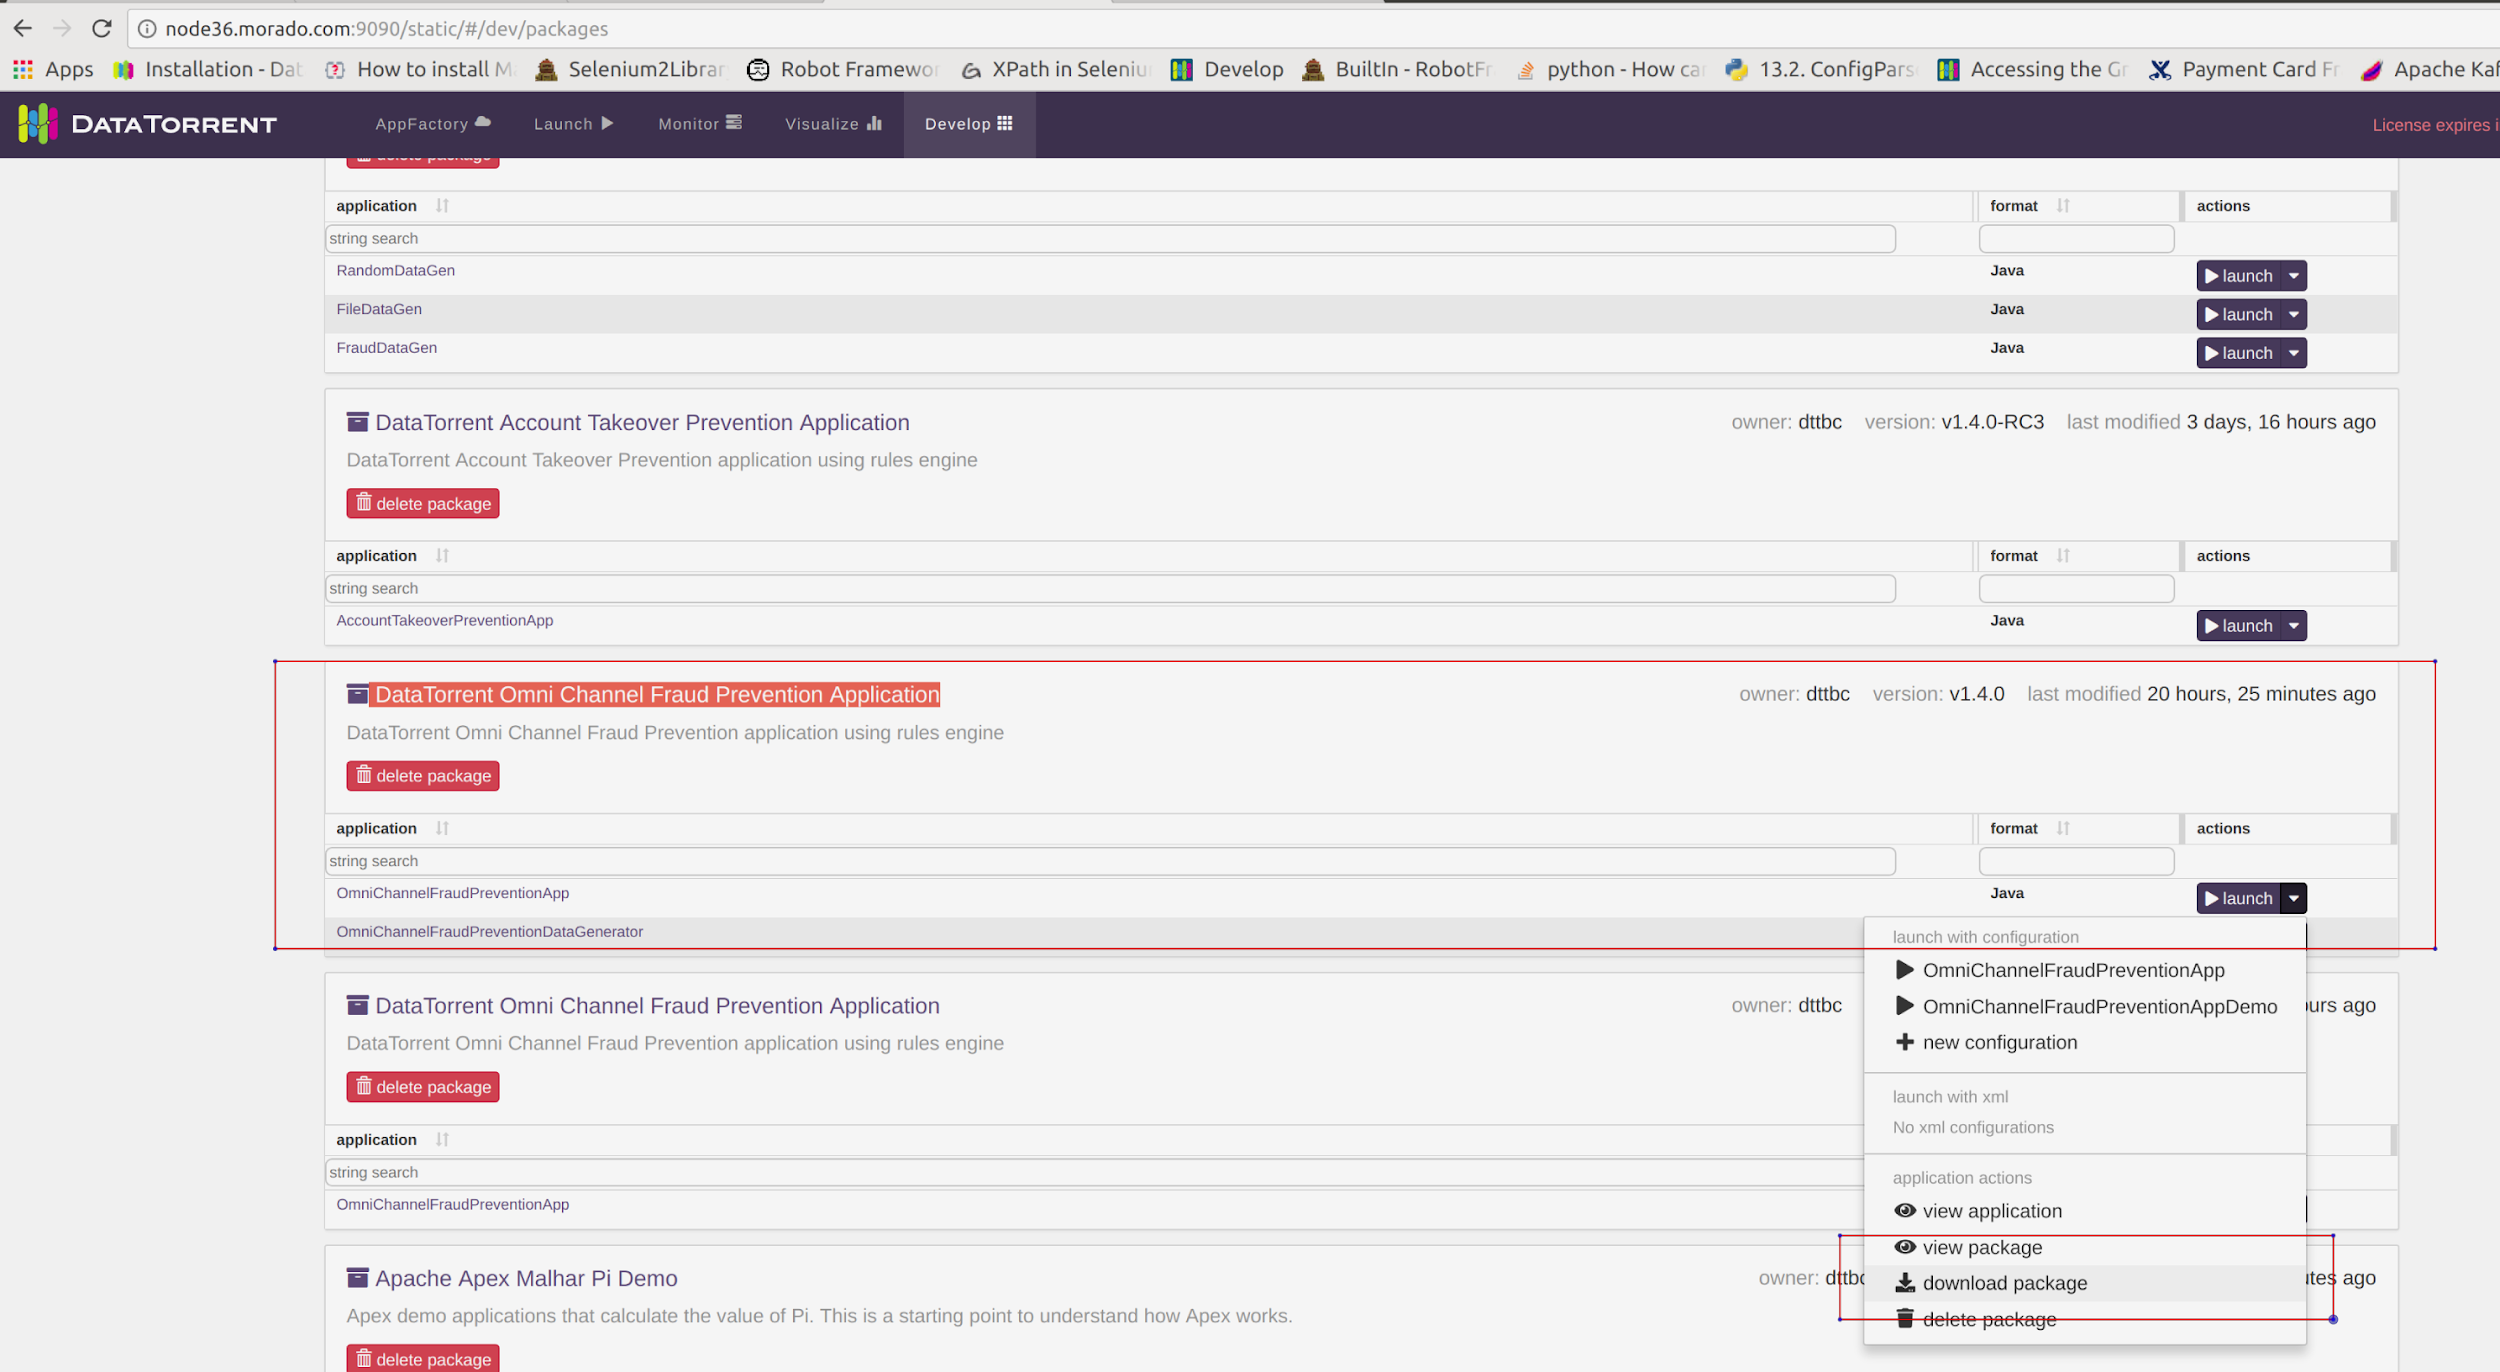 node36.morado.com:9090/static/#/dev/packages
Apps Installation - Dat How to install M Selenium2Librar Robot Framewor XPath in Seleniu Develop BuiltIn - RobotFr python - How car 13.2. ConfigPars Accessing the Gr Payment Card Fr Apache Kaf
DATATORRENT AppFactory Launch Monitor Visualize Develop License expires i
delete package
application format actions
string search
RandomDataGen Java launch
FileDataGen Java launch
FraudDataGen Java launch
DataTorrent Account Takeover Prevention Application owner: dttbc version: v1.4.0-RC3 last modified 3 days, 16 hours ago
DataTorrent Account Takeover Prevention application using rules engine
delete package
application format actions
string search
AccountTakeoverPreventionApp Java launch
DataTorrent Omni Channel Fraud Prevention Application owner: dttbc version: v1.4.0 last modified 20 hours, 25 minutes ago
DataTorrent Omni Channel Fraud Prevention application using rules engine
delete package
application format actions
string search
OmniChannelFraudPreventionApp Java launch
OmniChannelFraudPreventionDataGenerator
launch with configuration
OmniChannelFraudPreventionApp
OmniChannelFraudPreventionAppDemo
new configuration
launch with xml
No xml configurations
application actions
view application
view package
download package
delete package
DataTorrent Omni Channel Fraud Prevention Application owner: dttbc urs ago
DataTorrent Omni Channel Fraud Prevention application using rules engine
delete package
application
string search
OmniChannelFraudPreventionApp
Apache Apex Malhar Pi Demo owner: dttbc utes ago
Apex demo applications that calculate the value of Pi. This is a starting point to understand how Apex works.
delete package